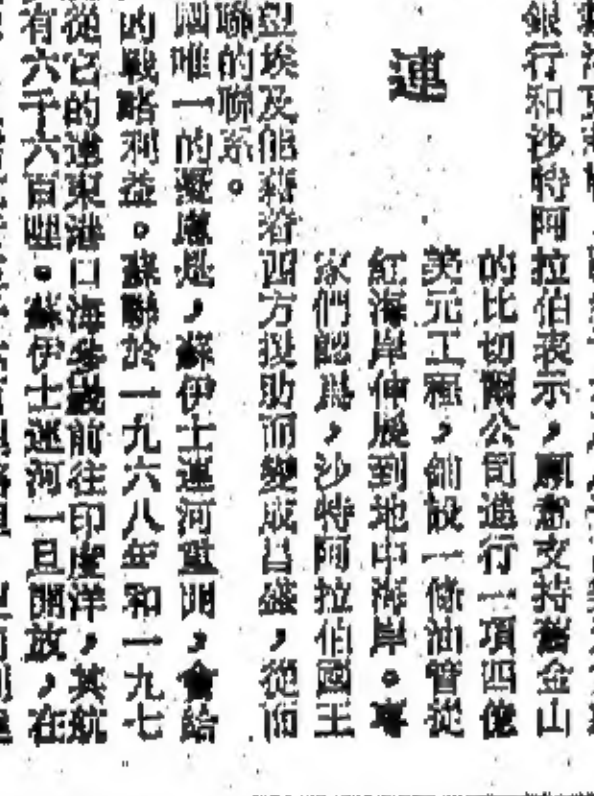 運
銀行和沙特阿拉伯表示，願意支持舊金山
的比切爾公司進行一項四億
美元工程，鋪設一條油管從
紅海岸伸展到地中海岸。專
家們認爲，沙特阿拉伯國王
望埃及能藉着西方援助而變成昌盛，從而
聯的聯系。
國唯一的疑慮是，蘇伊士運河重開，會給
的戰略利益。蘇聯於一九六八年和一九七
從它的遠東港口海參崴前往印度洋，其航
有六千六百哩。蘇伊士運河一旦開放，在